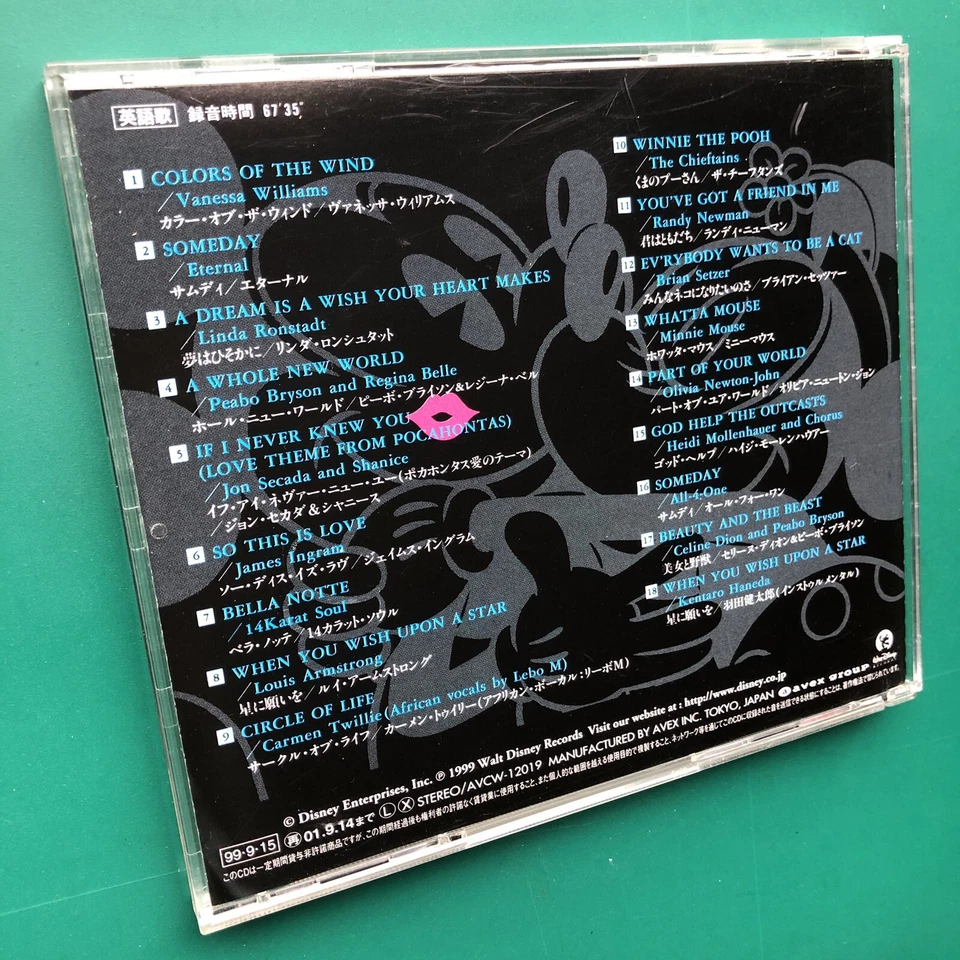 英語歌 録音時間 67'35"
1 COLORS OF THE WIND
/Vanessa Williams
カラー・オブ・ザ・ウィンド/ヴァネッサ・ウィリアムス
2 SOMEDAY
/Eternal
サムデイ/エターナル
3 A DREAM IS A WISH YOUR HEART MAKES
/Linda Ronstadt
夢はひそかに/リンダ・ロンシュタット
4 A WHOLE NEW WORLD
/Peabo Bryson and Regina Belle
ホール・ニュー・ワールド/ピーボ・ブライソン&レジーナ・ベル
5 IF I NEVER KNEW YOU
(LOVE THEME FROM POCAHONTAS)
/Jon Secada and Shanice
イフ・アイ・ネヴァー・ニュー・ユー(ポカホンタス愛のテーマ)
/ジョン・セカダ&シャニース
6 SO THIS IS LOVE
/James Ingram
ソー・ディス・イズ・ラヴ/ジェイムス・イングラム
7 BELLA NOTTE
/14Karat Soul
ベラ・ノッテ/14カラット・ソウル
8 WHEN YOU WISH UPON A STAR
/Louis Armstrong
星に願いを/ルイ・アームストロング
9 CIRCLE OF LIFE
/Carmen Twillie (African vocals by Lebo M)
サークル・オブ・ライフ/カーメン・トゥイリー(アフリカン・ボーカル:リーボM)
10 WINNIE THE POOH
/The Chieftains
くまのプーさん/ザ・チーフタンズ
11 YOU'VE GOT A FRIEND IN ME
/Randy Newman
君はともだち/ランディ・ニューマン
12 EV'RYBODY WANTS TO BE A CAT
/Brian Setzer
みんなネコになりたいのさ/ブライアン・セッツァー
13 WHATTA MOUSE
/Minnie Mouse
ホワッタ・マウス/ミニーマウス
14 PART OF YOUR WORLD
/Olivia Newton-John
パート・オブ・ユア・ワールド/オリビア・ニュートン・ジョン
15 GOD HELP THE OUTCASTS
/Heidi Mollenhauer and Chorus
ゴッド・ヘルプ/ハイジ・モーレンハウアー
16 SOMEDAY
/All-4-One
サムデイ/オール・フォー・ワン
17 BEAUTY AND THE BEAST
/Celine Dion and Peabo Bryson
美女と野獣/セリーヌ・ディオン&ピーボ・ブライソン
18 WHEN YOU WISH UPON A STAR
/Kentaro Haneda
星に願いを/羽田健太郎(インストゥルメンタル)
© Disney Enterprises, Inc. ℗ 1999 Walt Disney Records Visit our website at : http://www.disney.co.jp
99・9・15 再 01.9.14まで L X STEREO/AVCW-12019 MANUFACTURED BY AVEX INC. TOKYO, JAPAN avex group